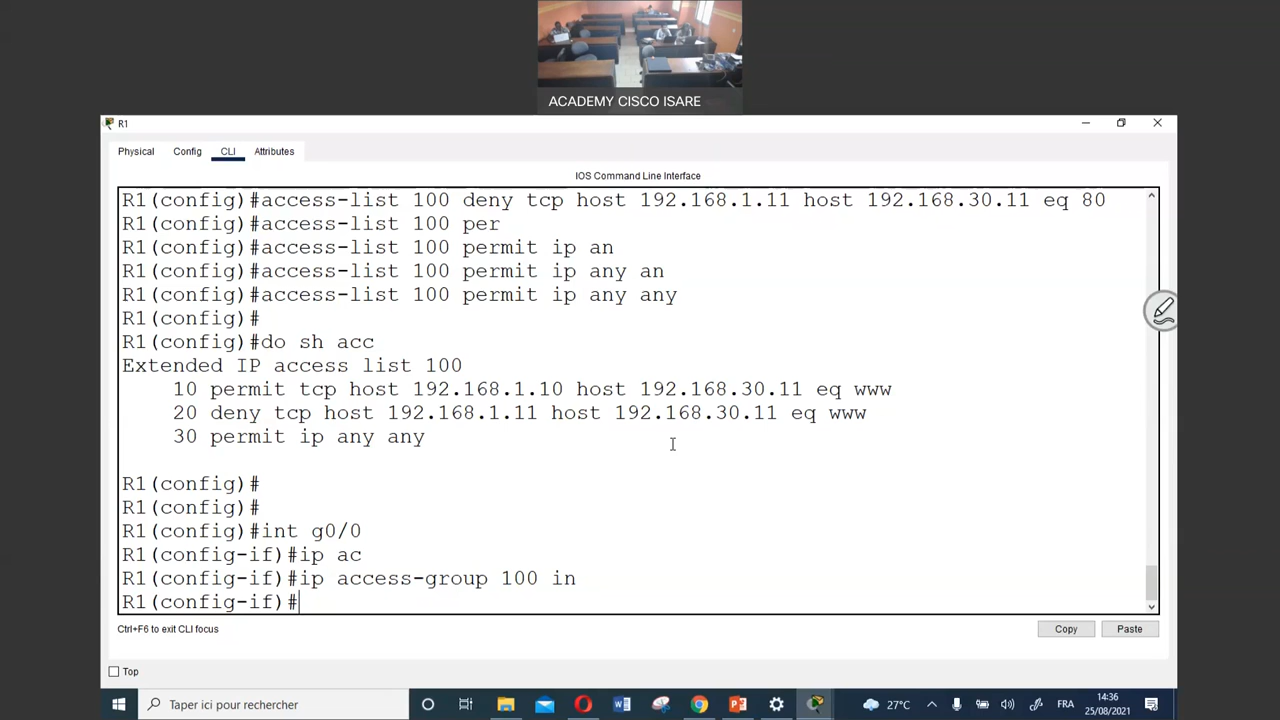 ACADEMY CISCO ISARE
R1
Physical
Config
CLI
Attributes
IOS Command Line Interface
R1(config)#access-list 100 deny tcp host 192.168.1.11 host 192.168.30.11 eq 80
R1(config)#access-list 100 per
R1(config)#access-list 100 permit ip an
R1(config)#access-list 100 permit ip any an
R1(config)#access-list 100 permit ip any any
R1(config)#
R1(config)#do sh acc
Extended IP access list 100
10 permit tcp host 192.168.1.10 host 192.168.30.11 eq www
20 deny tcp host 192.168.1.11 host 192.168.30.11 eq www
30 permit ip any any
R1(config)#
R1(config)#
R1(config)#int g0/0
R1(config-if)#ip ac
R1(config-if)#ip access-group 100 in
R1(config-if)#
Ctrl+F6 to exit CLI focus
Copy
Paste
Top
Taper ici pour rechercher
27°C
FRA
14:36
25/08/2021